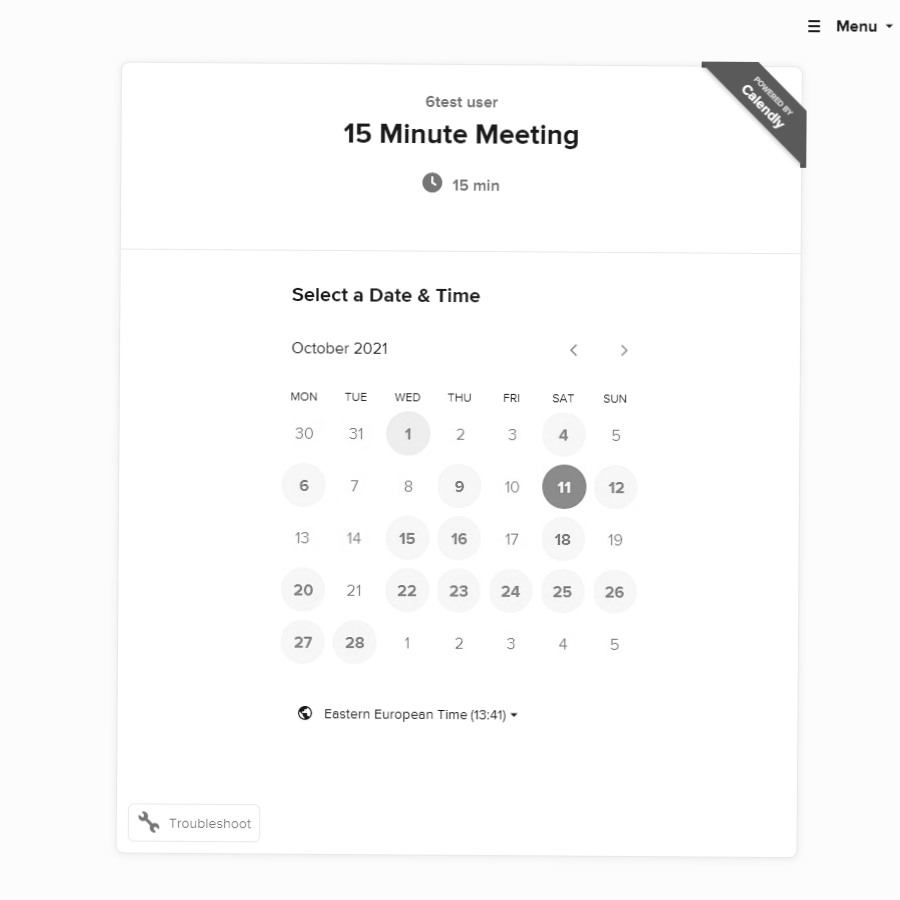 Menu
POWERED BY
Calendly
6test user
15 Minute Meeting
15 min
Select a Date & Time
October 2021
MON TUE WED THU FRI SAT SUN
30 31 1 2 3 4 5
6 7 8 9 10 11 12
13 14 15 16 17 18 19
20 21 22 23 24 25 26
27 28 1 2 3 4 5
Eastern European Time (13:41)
Troubleshoot